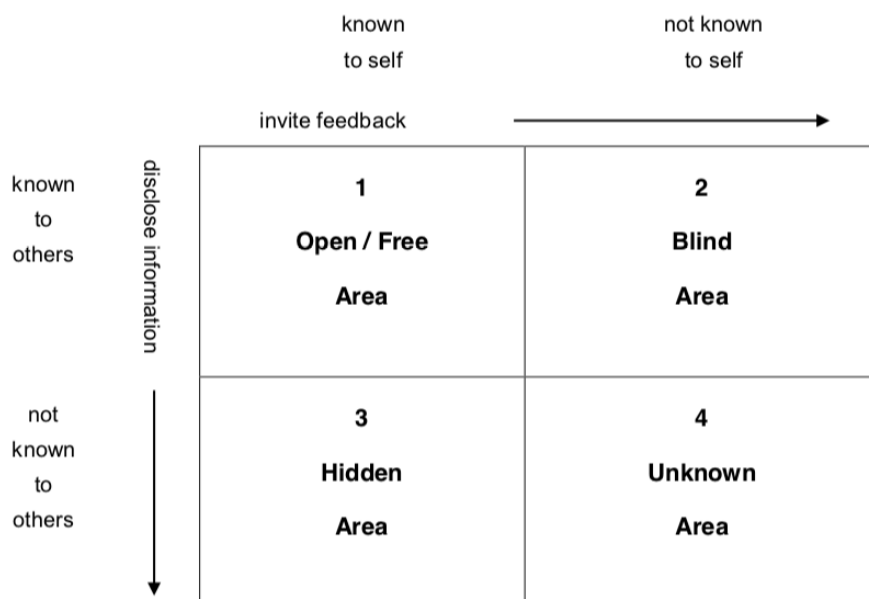 known
to self
not known
to self
invite feedback
known
to
others
disclose information
1
Open / Free
Area
2
Blind
Area
not
known
to
others
3
Hidden
Area
4
Unknown
Area